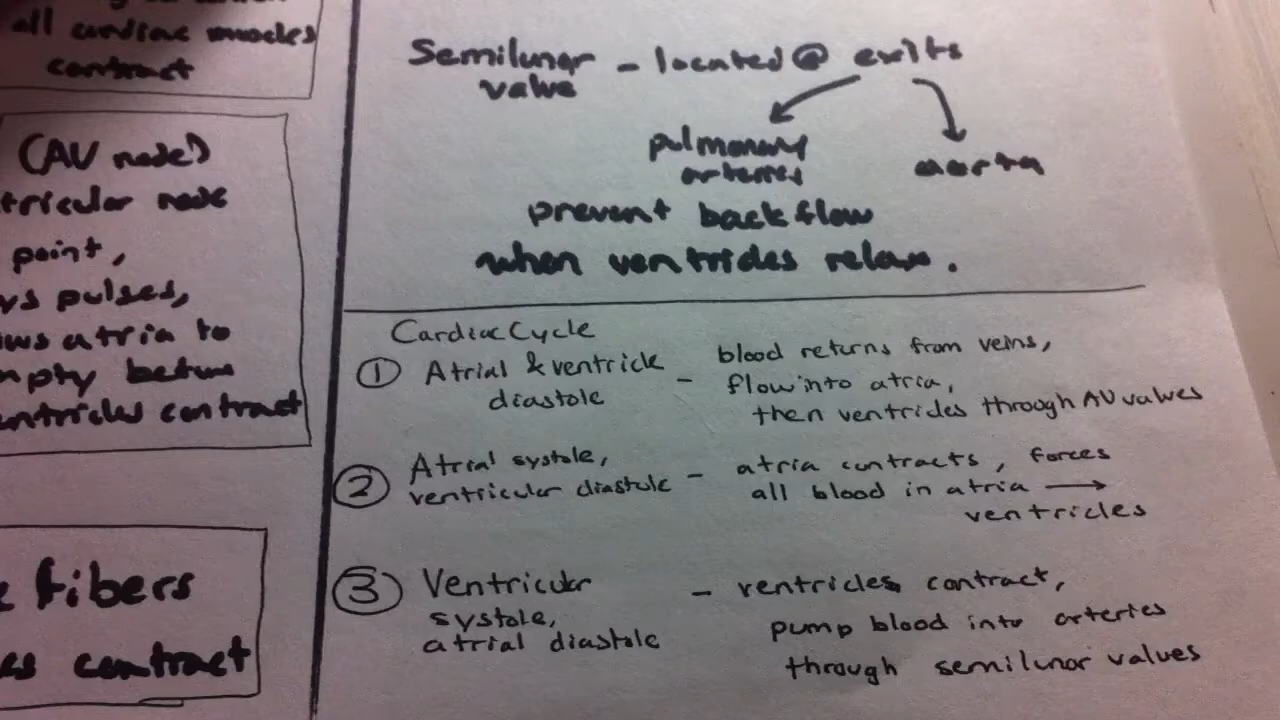 all cardiac muscles
contract
(AV node)
tricular node
point,
pulses,
atria to
before
contract
fibers
contract
Semilunar - located @ exits
valve
pulmonary
arteries
aorta
prevent backflow
when ventricles relax.
Cardiac Cycle
① Atrial & ventricle
diastole
- blood returns from veins,
flow into atria,
then ventricles through AV valves
② Atrial systole,
ventricular diastole
- atria contracts, forces
all blood in atria →
ventricles
③ Ventricular
systole,
atrial diastole
- ventricles contract,
pump blood into arteries
through semilunar valves